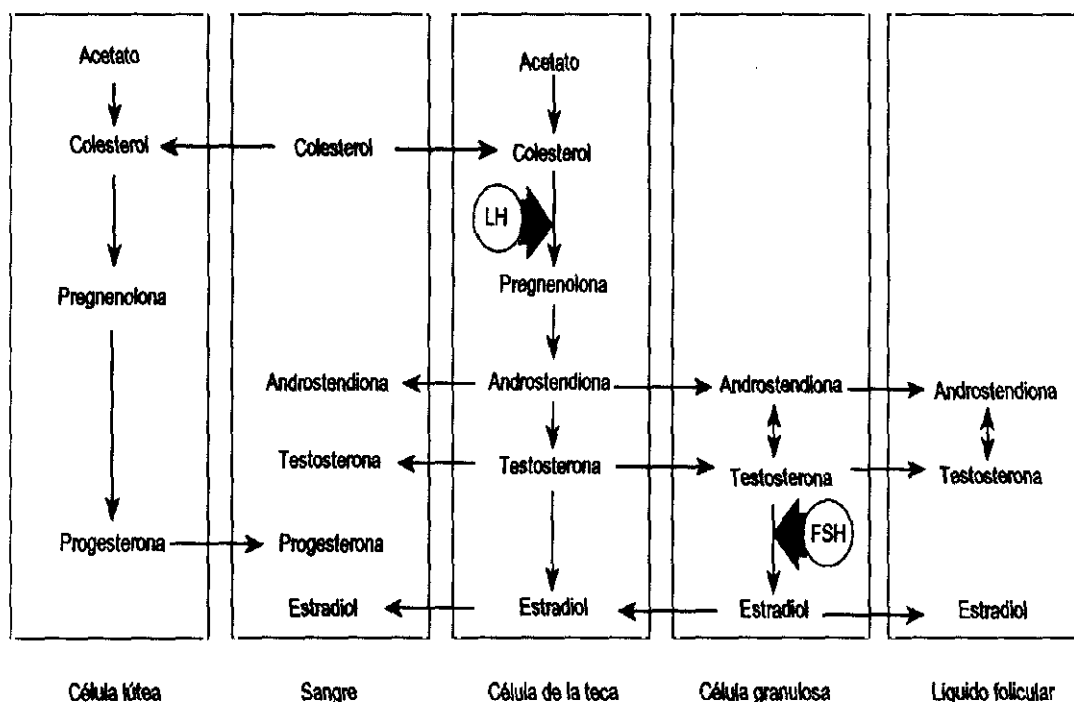 Acetato
Acetato
Colesterol
Colesterol
Colesterol
LH
Pregnenolona
Pregnenolona
Androstendiona
Androstendiona
Androstendiona
Androstendiona
Testosterona
Testosterona
Testosterona
Testosterona
FSH
Progesterona
Progesterona
Estradiol
Estradiol
Estradiol
Estradiol
Célula lútea
Sangre
Célula de la teca
Célula granulosa
Líquido folicular